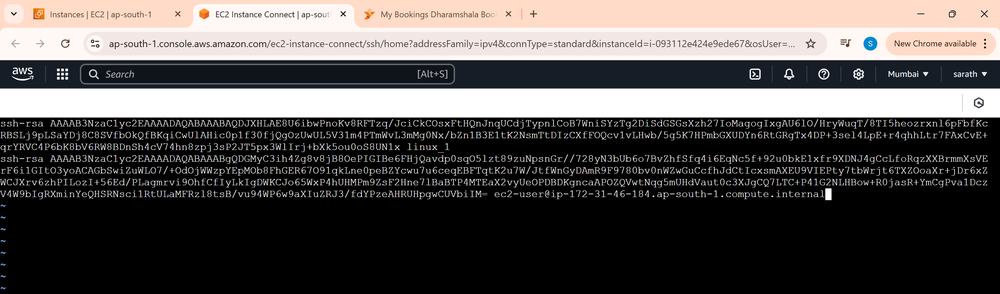 Instances | EC2 | ap-south-1
EC2 Instance Connect | ap-sout
My Bookings Dharamshala Boo
ap-south-1.console.aws.amazon.com/ec2-instance-connect/ssh/home?addressFamily=ipv4&connType=standard&instanceId=i-093112e424e9ede67&osUser=...
S
New Chrome available
aws
Search
[Alt+S]
Mumbai
sarath
ssh-rsa AAAAB3NzaC1yc2EAAAADAQABAAABAQDJXHLAE8U6ibwPnoKv8RFTzq/JciCkCOsxFtHQnJnqUCdjTypnlCoB7WniSYzTg2DiSdGSGsXzh27IoMagogIxgAU6lO/HryWuqT/8TI5heozrxnl6pFbfKc
RBSLj9pLSaYDj8C8SVfbOkQfBKqiCwUlAHic0p1f30fjQgOzUwUL5V31m4PTmWvL3mMg0Nx/bZn1B3E1tK2NsmTtDIzCXfFOQcv1vLHwb/5g5K7HPmbGXUDYn6RtGRgTx4DP+3sel4LpE+r4qhhLtr7FAxCvE+
qrYRVC4P6bK8bV6RW8BDnSh4cV74hn8zpj3sP2JT5px3WlIrj+bXk5ou0oS8UN1x linux_1
ssh-rsa AAAAB3NzaC1yc2EAAAADAQABAAABgQDGMyC3ih4Zg8v8jB8OePIGIBe6FHjQavdp0sqO5lzt89zuNpsnGr//728yN3bUb6o7BvZhfSfq4i6EqNc5f+92u0bkE1xfr9XDNJ4gCcLfoRqzXXBrmmXsVE
rF6i1GItO3yoACAGbSwiZuWLO7/+OdOjWWzpYEpMOb8FhGER67O91qkLne0peBZYcwu7u6ceqEBFTqtK2u7W/JtfWnGyDAmR9F9780bv0nWZwGuCcfhJdCtIcxsmAXEU9VIEPty7tbWrjt6TXZOoaXr+jDr6xZ
WCJXrv6zhPILozI+56Ed/PLagmrvi9OhfCfIyLkIgDWKCJo65WxP4hUHMPm9ZsF2Hne7lBaBTP4MTEaX2vyUeOPDBDKgncaAPOZQVwtNqg5mUHdVaut0c3XJgCQ7LTC+P41G2NLHBow+R0jasR+YmCgPva1Dcz
V4W9bIgRXminYeQHSRNsci1RtULaMFRzl8tsB/vu94WP6w9aXIuZRJ3/fdYPzeAHRUHpgwCUVbiIM= ec2-user@ip-172-31-46-184.ap-south-1.compute.internal
~
~
~
~
~
~
~
~